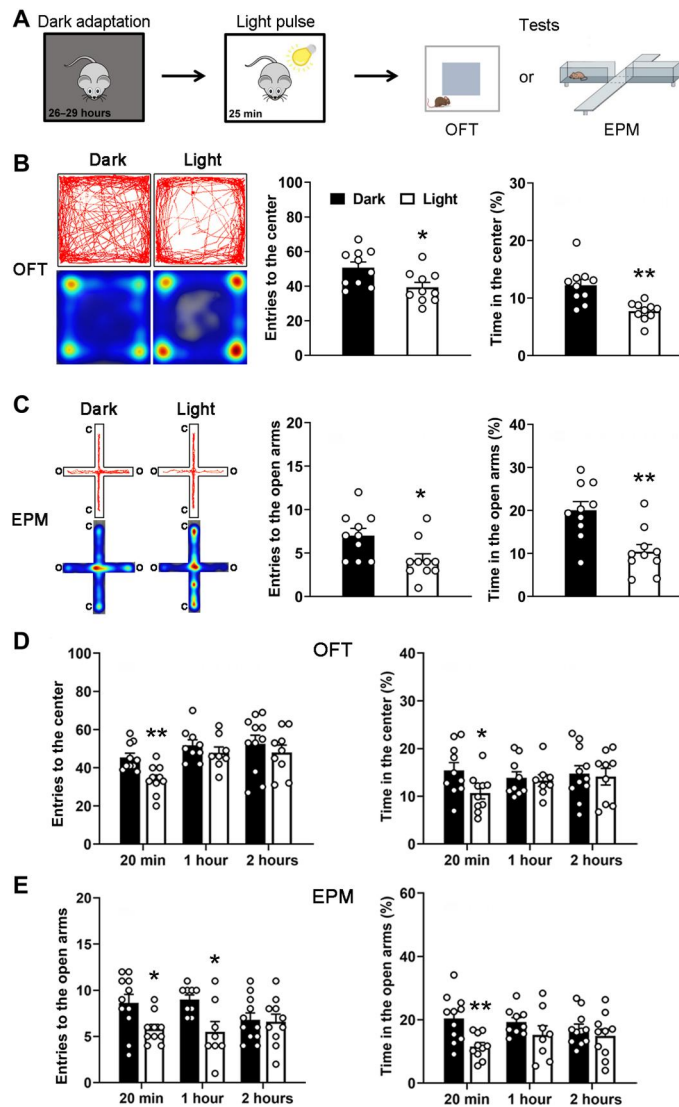 A
Dark adaptation
Light pulse
Tests
26–29 hours
25 min
or
OFT
EPM
B
Dark
Light
OFT
Entries to the center
100
80
60
40
20
0
Dark
Light
*
Time in the center (%)
30
20
10
0
**
C
Dark
Light
C
C
O
O
O
O
C
C
EPM
C
C
O
O
O
O
C
C
Entries to the open arms
20
15
10
5
0
*
Time in the open arms (%)
40
30
20
10
0
**
D
OFT
Entries to the center
100
80
60
40
20
0
**
20 min
1 hour
2 hours
Time in the center (%)
40
30
20
10
0
*
20 min
1 hour
2 hours
E
EPM
Entries to the open arms
20
15
10
5
0
*
*
20 min
1 hour
2 hours
Time in the open arms (%)
60
40
20
0
**
20 min
1 hour
2 hours